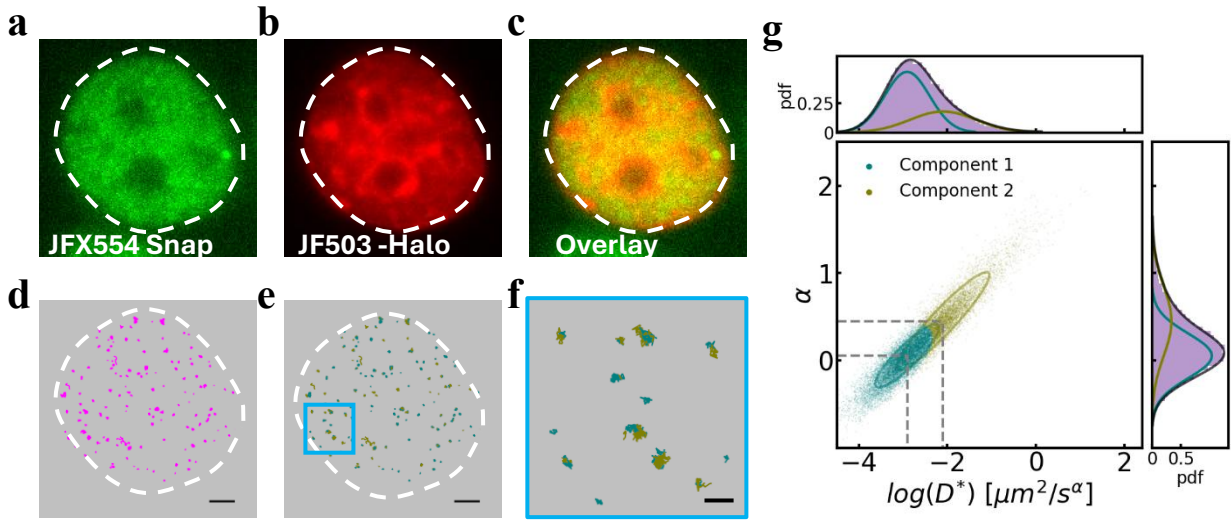 a
b
c
g
JFX554 Snap
JF503 -Halo
Overlay
d
e
f
pdf
0.25
0
Component 1
Component 2
2
1
0
α
−4
−2
0
2
log(D*) [μm²/s^α]
0
0.5
pdf